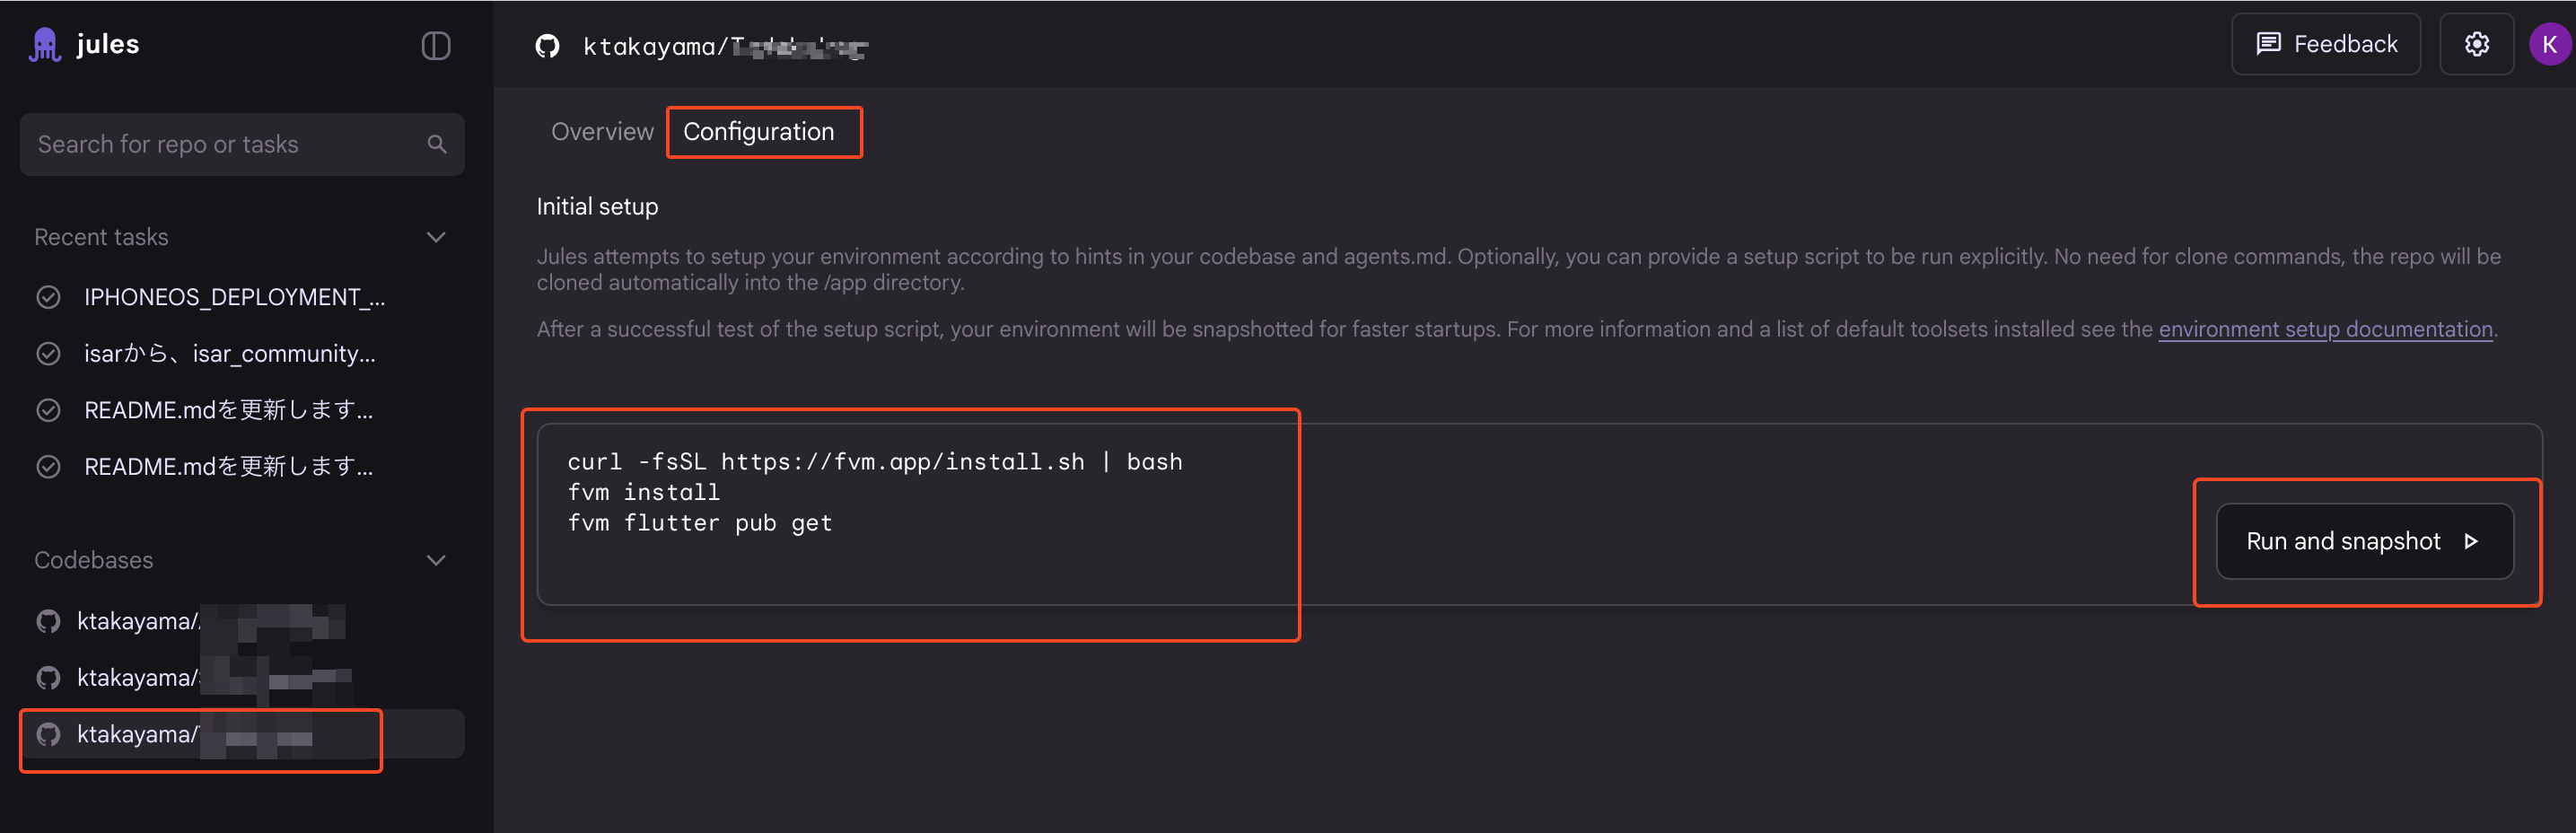 jules
Search for repo or tasks
Recent tasks
IPHONEOS_DEPLOYMENT_...
isarから、isar_community...
README.mdを更新します...
README.mdを更新します...
Codebases
ktakayama/
ktakayama/
ktakayama/
ktakayama/
Feedback
K
Overview
Configuration
Initial setup
Jules attempts to setup your environment according to hints in your codebase and agents.md. Optionally, you can provide a setup script to be run explicitly. No need for clone commands, the repo will be
cloned automatically into the /app directory.
After a successful test of the setup script, your environment will be snapshotted for faster startups. For more information and a list of default toolsets installed see the environment setup documentation.
curl -fsSL https://fvm.app/install.sh | bash
fvm install
fvm flutter pub get
Run and snapshot